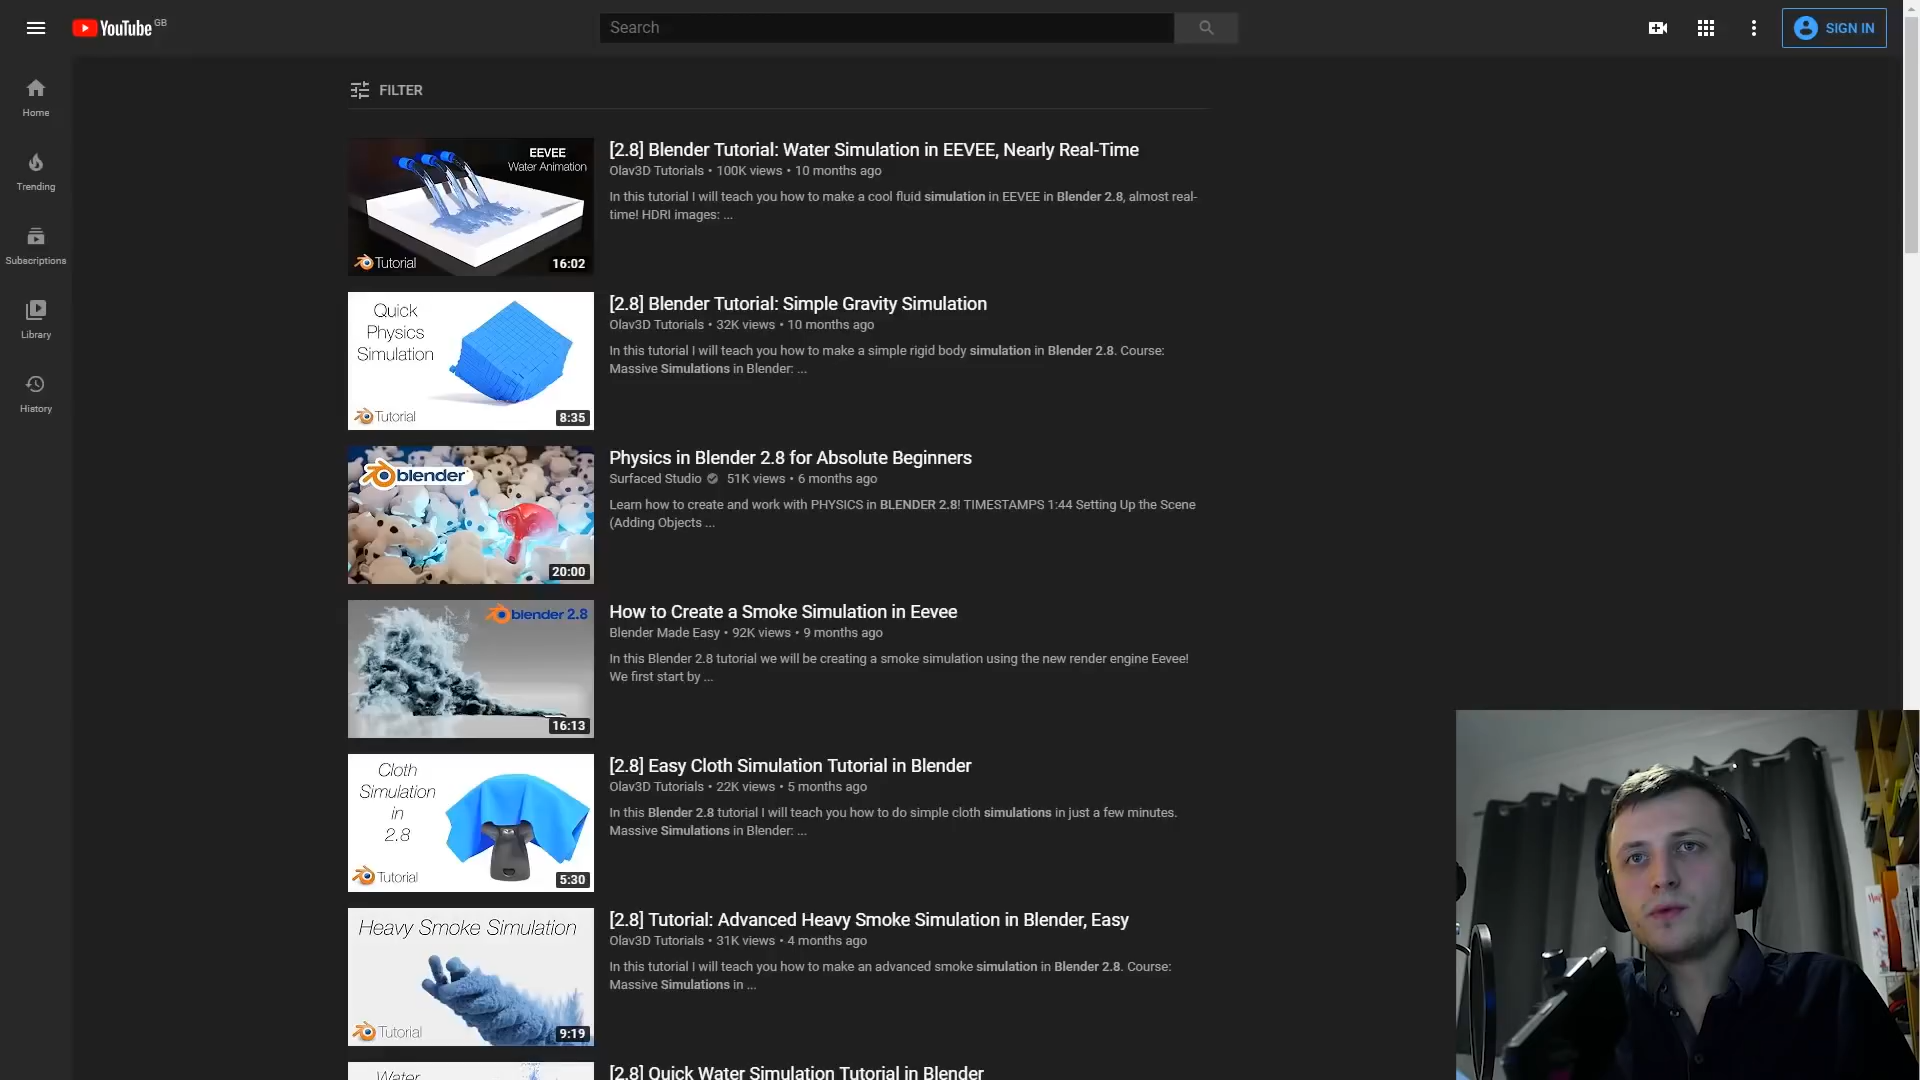 YouTube GB
Search
SIGN IN
Home
Trending
Subscriptions
Library
History
FILTER
EEVEE
Water Animation
Tutorial
16:02
[2.8] Blender Tutorial: Water Simulation in EEVEE, Nearly Real-Time
Olav3D Tutorials • 100K views • 10 months ago
In this tutorial I will teach you how to make a cool fluid simulation in EEVEE in Blender 2.8, almost real-
time! HDRI images: ...
Quick
Physics
Simulation
Tutorial
8:35
[2.8] Blender Tutorial: Simple Gravity Simulation
Olav3D Tutorials • 32K views • 10 months ago
In this tutorial I will teach you how to make a simple rigid body simulation in Blender 2.8. Course:
Massive Simulations in Blender: ...
blender
20:00
Physics in Blender 2.8 for Absolute Beginners
Surfaced Studio 51K views • 6 months ago
Learn how to create and work with PHYSICS in BLENDER 2.8! TIMESTAMPS 1:44 Setting Up the Scene
(Adding Objects ...
blender 2.8
16:13
How to Create a Smoke Simulation in Eevee
Blender Made Easy • 92K views • 9 months ago
In this Blender 2.8 tutorial we will be creating a smoke simulation using the new render engine Eevee!
We first start by ...
Cloth
Simulation
in
2.8
Tutorial
5:30
[2.8] Easy Cloth Simulation Tutorial in Blender
Olav3D Tutorials • 22K views • 5 months ago
In this Blender 2.8 tutorial I will teach you how to do simple cloth simulations in just a few minutes.
Massive Simulations in Blender: ...
Heavy Smoke Simulation
Tutorial
9:19
[2.8] Tutorial: Advanced Heavy Smoke Simulation in Blender, Easy
Olav3D Tutorials • 31K views • 4 months ago
In this tutorial I will teach you how to make an advanced smoke simulation in Blender 2.8. Course:
Massive Simulations in ...
Water
[2.8] Quick Water Simulation Tutorial in Blender